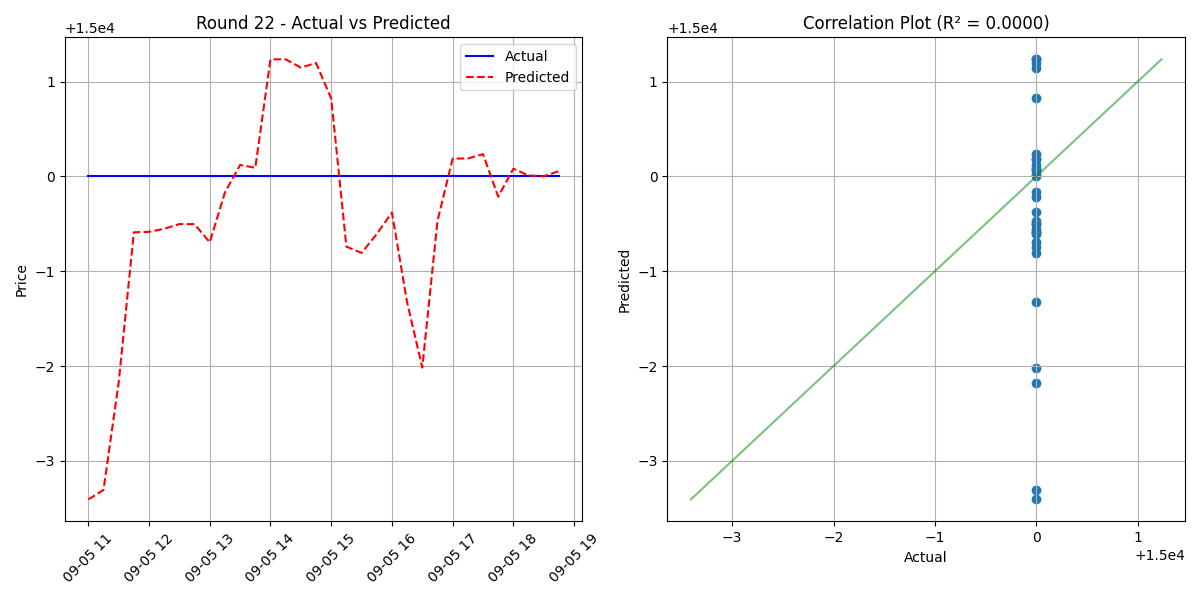 Round 22 - Actual vs Predicted
+1.5e4
Actual
Predicted
1
0
−1
−2
−3
Price
09-05 11
09-05 12
09-05 13
09-05 14
09-05 15
09-05 16
09-05 17
09-05 18
09-05 19
Correlation Plot (R² = 0.0000)
+1.5e4
1
0
−1
−2
−3
Predicted
−3
−2
−1
0
1
+1.5e4
Actual